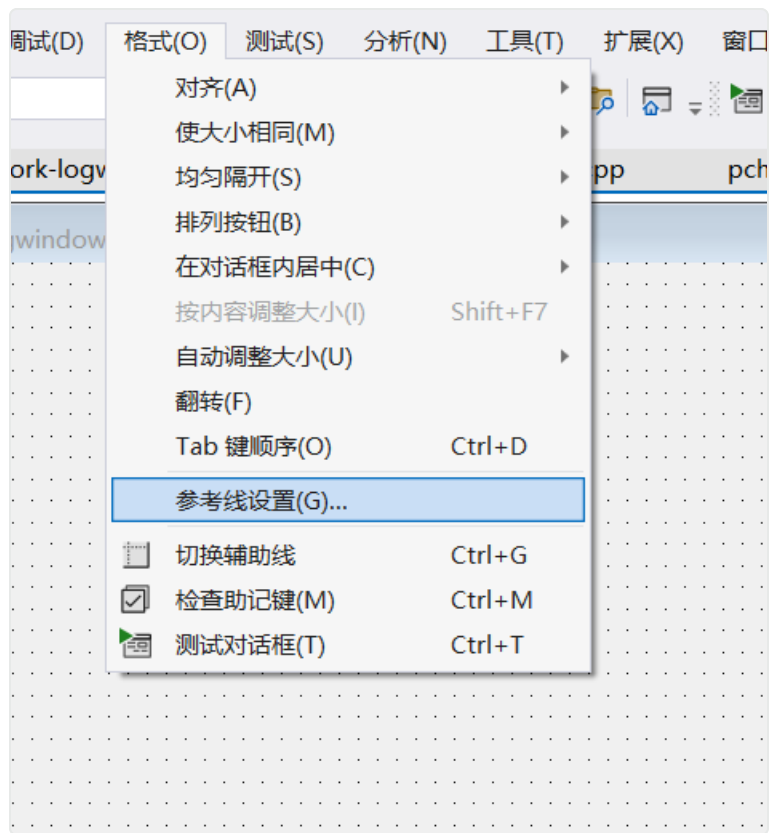 调试(D) 格式(O) 测试(S) 分析(N) 工具(T) 扩展(X) 窗口
对齐(A)
使大小相同(M)
ork-logw pp pch
均匀隔开(S)
排列按钮(B)
window
在对话框内居中(C)
按内容调整大小(I) Shift+F7
自动调整大小(U)
翻转(F)
Tab 键顺序(O) Ctrl+D
参考线设置(G)...
切换辅助线 Ctrl+G
检查助记键(M) Ctrl+M
测试对话框(T) Ctrl+T